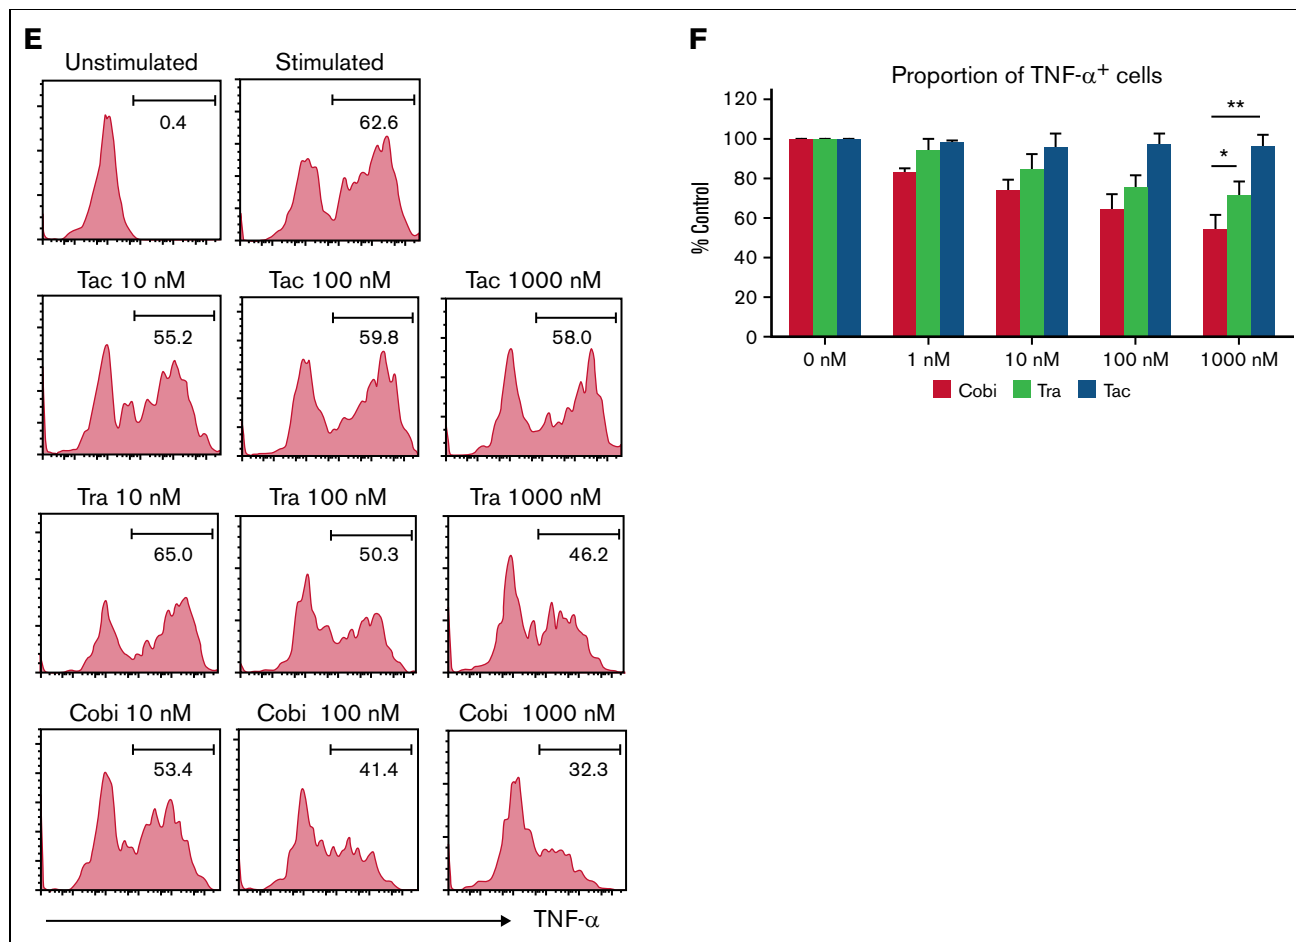 E
Unstimulated Stimulated
0.4 62.6
Tac 10 nM Tac 100 nM Tac 1000 nM
55.2 59.8 58.0
Tra 10 nM Tra 100 nM Tra 1000 nM
65.0 50.3 46.2
Cobi 10 nM Cobi 100 nM Cobi 1000 nM
53.4 41.4 32.3
TNF-α
F
Proportion of TNF-α⁺ cells
% Control
120
100
80
60
40
20
0
**
*
0 nM 1 nM 10 nM 100 nM 1000 nM
Cobi Tra Tac